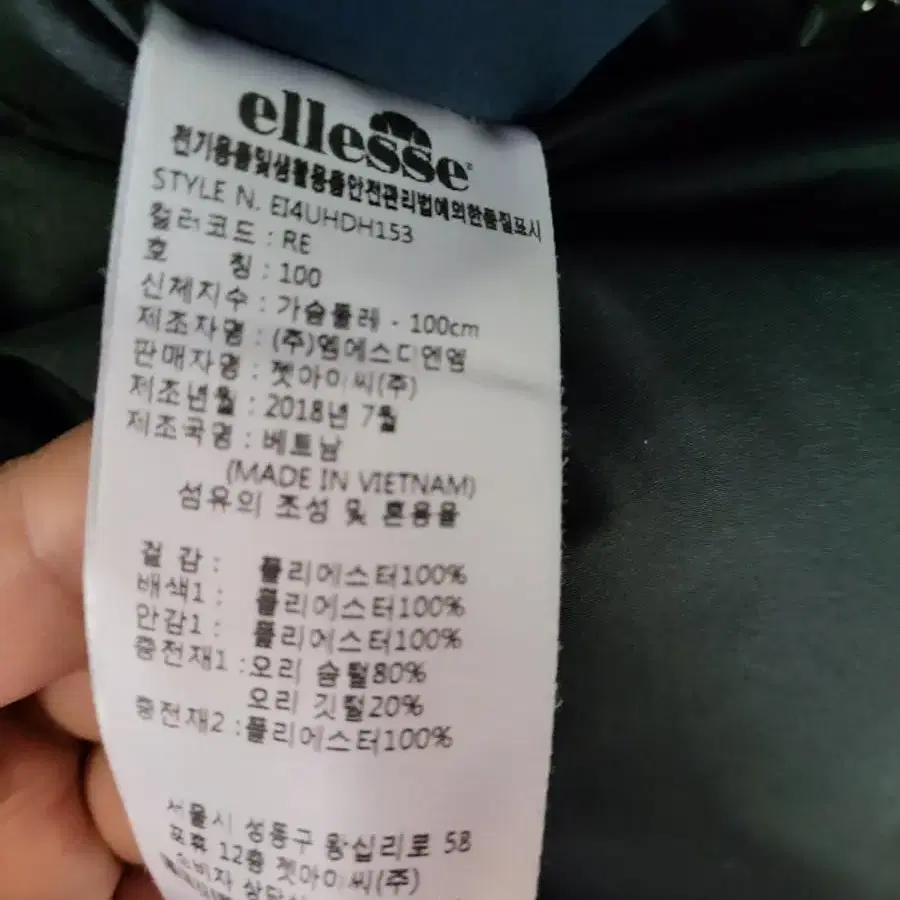 ellesse
전기용품및생활용품안전관리법에의한품질표시
STYLE N. EI4UHDH153
컬러코드 : RE
호 칭 : 100
신체지수 : 가슴둘레 - 100cm
제조자명 : (주)엠에스디엔엠
판매자명 : 젯아이씨(주)
제조년월 : 2018년 7월
제조국명 : 베트남
(MADE IN VIETNAM)
섬유의 조성 및 혼용율
겉 감 : 폴리에스터100%
배색1 : 폴리에스터100%
안감1 : 폴리에스터100%
충전재1 : 오리 솜털80%
오리 깃털20%
충전재2 : 폴리에스터100%
서울시 성동구 왕십리로 58
포휴 12층 젯아이씨(주)
소비자